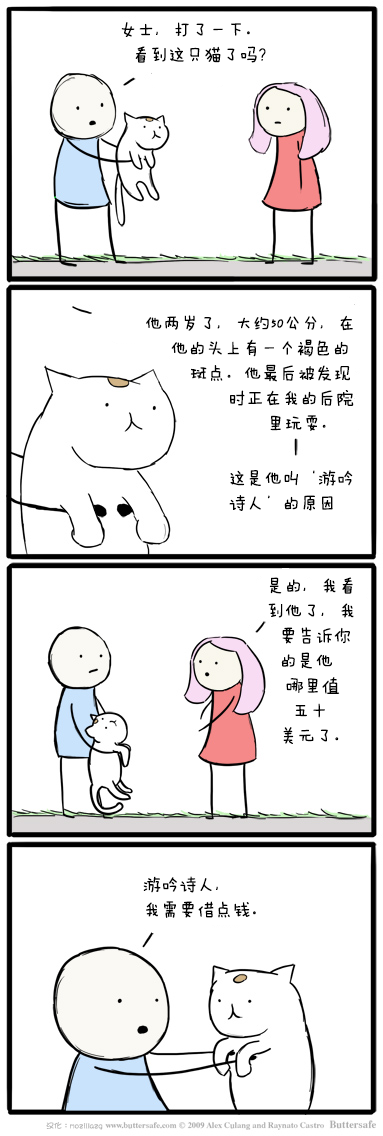 女士，打了一下。
看到这只猫了吗?
他两岁了，大约50公分，在
他的头上有一个褐色的
斑点。他最后被发现
时正在我的后院
里玩耍。
这是他叫'游吟
诗人'的原因
是的，我看
到他了，我
要告诉你
的是他
哪里值
五十
美元了。
游吟诗人，
我需要借点钱。
www.buttersafe.com © 2009 Alex Culang and Raynato Castro Buttersafe